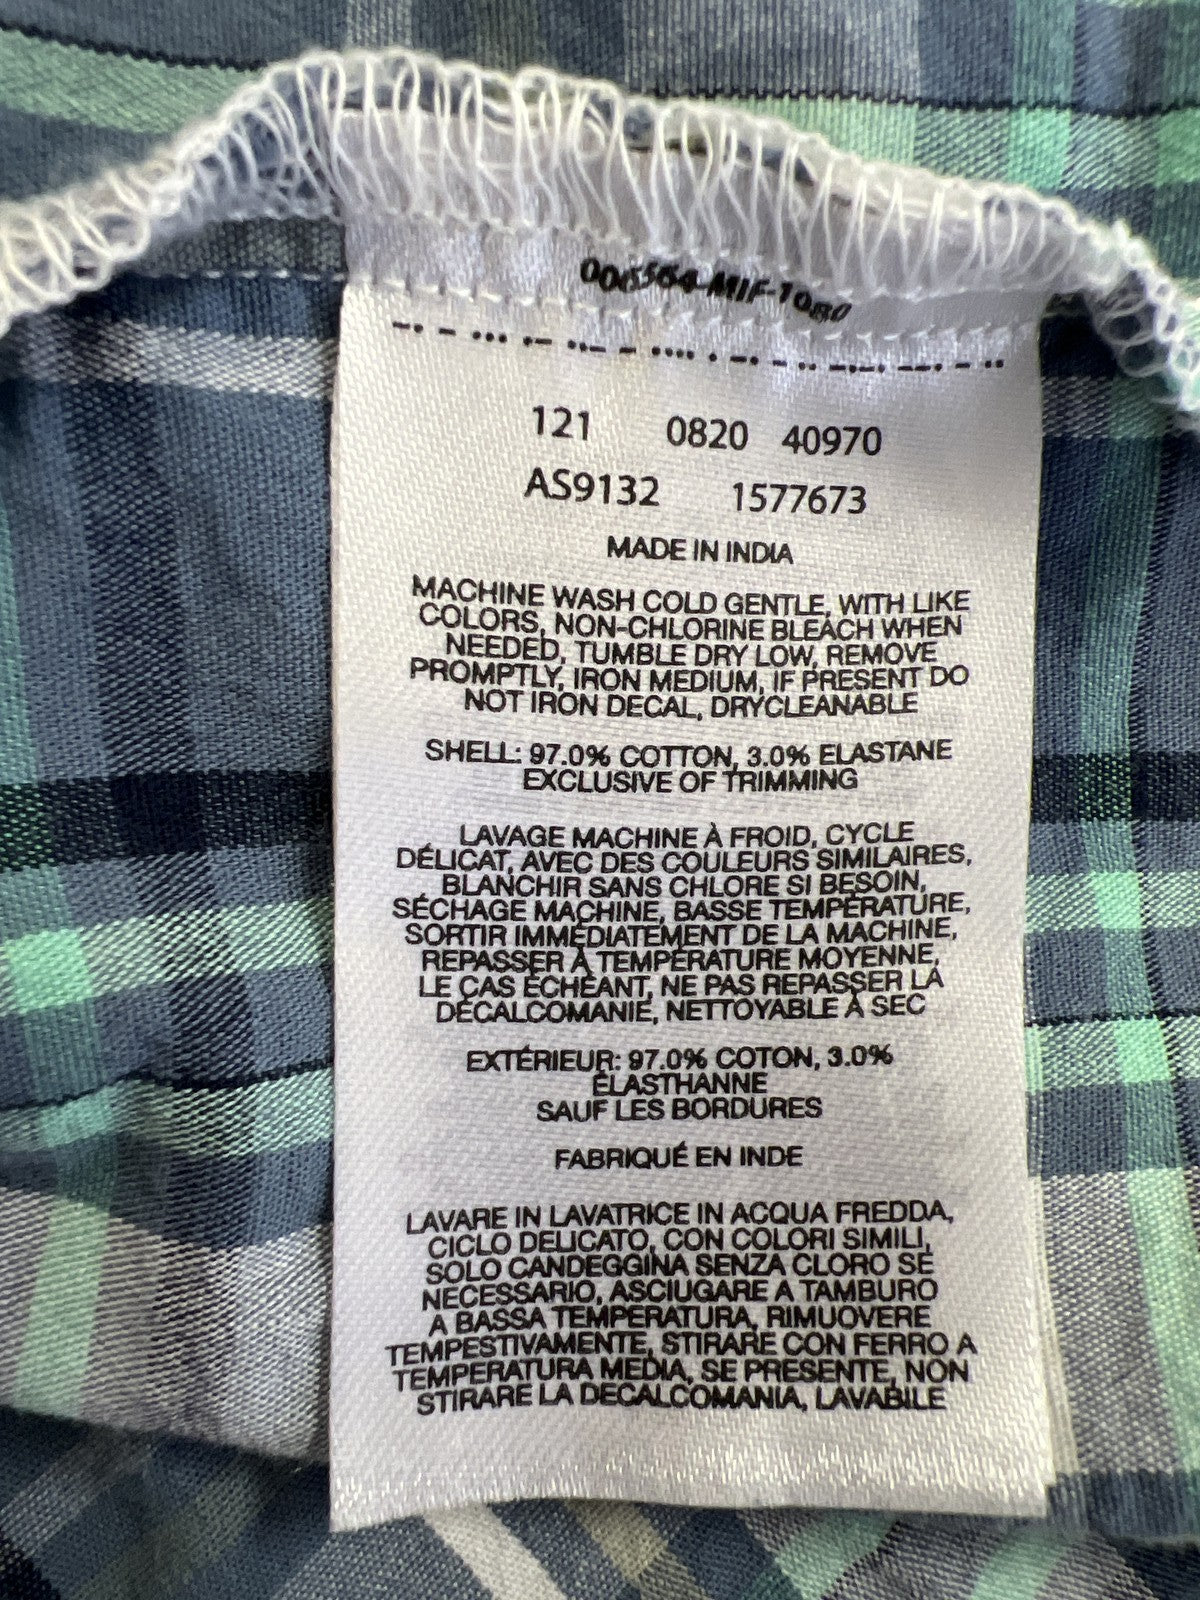 006564-MIF-1080
121 0820 40970
AS9132 1577673
MADE IN INDIA
MACHINE WASH COLD GENTLE, WITH LIKE
COLORS, NON-CHLORINE BLEACH WHEN
NEEDED, TUMBLE DRY LOW, REMOVE
PROMPTLY, IRON MEDIUM, IF PRESENT DO
NOT IRON DECAL, DRYCLEANABLE
SHELL: 97.0% COTTON, 3.0% ELASTANE
EXCLUSIVE OF TRIMMING
LAVAGE MACHINE À FROID, CYCLE
DÉLICAT, AVEC DES COULEURS SIMILAIRES,
BLANCHIR SANS CHLORE SI BESOIN,
SÉCHAGE MACHINE, BASSE TEMPÉRATURE,
SORTIR IMMÉDIATEMENT DE LA MACHINE,
REPASSER À TEMPÉRATURE MOYENNE,
LE CAS ÉCHÉANT, NE PAS REPASSER LA
DÉCALCOMANIE, NETTOYABLE À SEC
EXTÉRIEUR: 97.0% COTON, 3.0%
ÉLASTHANNE
SAUF LES BORDURES
FABRIQUÉ EN INDE
LAVARE IN LAVATRICE IN ACQUA FREDDA,
CICLO DELICATO, CON COLORI SIMILI,
SOLO CANDEGGINA SENZA CLORO SE
NECESSARIO, ASCIUGARE A TAMBURO
A BASSA TEMPERATURA, RIMUOVERE
TEMPESTIVAMENTE, STIRARE CON FERRO A
TEMPERATURA MEDIA, SE PRESENTE, NON
STIRARE LA DECALCOMANIA, LAVABILE